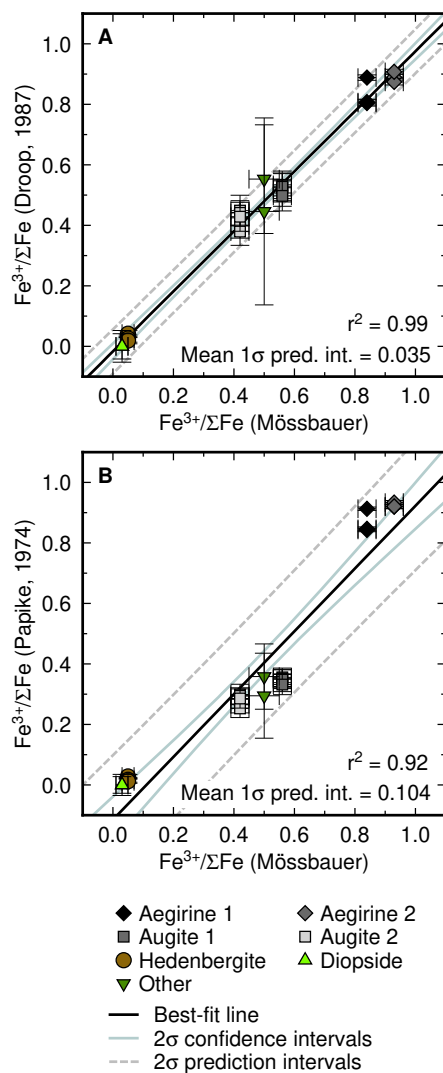 A
Fe³⁺/ΣFe (Droop, 1987)
1.0
0.8
0.6
0.4
0.2
0.0
r² = 0.99
Mean 1σ pred. int. = 0.035
0.0 0.2 0.4 0.6 0.8 1.0
Fe³⁺/ΣFe (Mössbauer)
B
Fe³⁺/ΣFe (Papike, 1974)
1.0
0.8
0.6
0.4
0.2
0.0
r² = 0.92
Mean 1σ pred. int. = 0.104
0.0 0.2 0.4 0.6 0.8 1.0
Fe³⁺/ΣFe (Mössbauer)
Aegirine 1 Aegirine 2
Augite 1 Augite 2
Hedenbergite Diopside
Other
Best-fit line
2σ confidence intervals
2σ prediction intervals